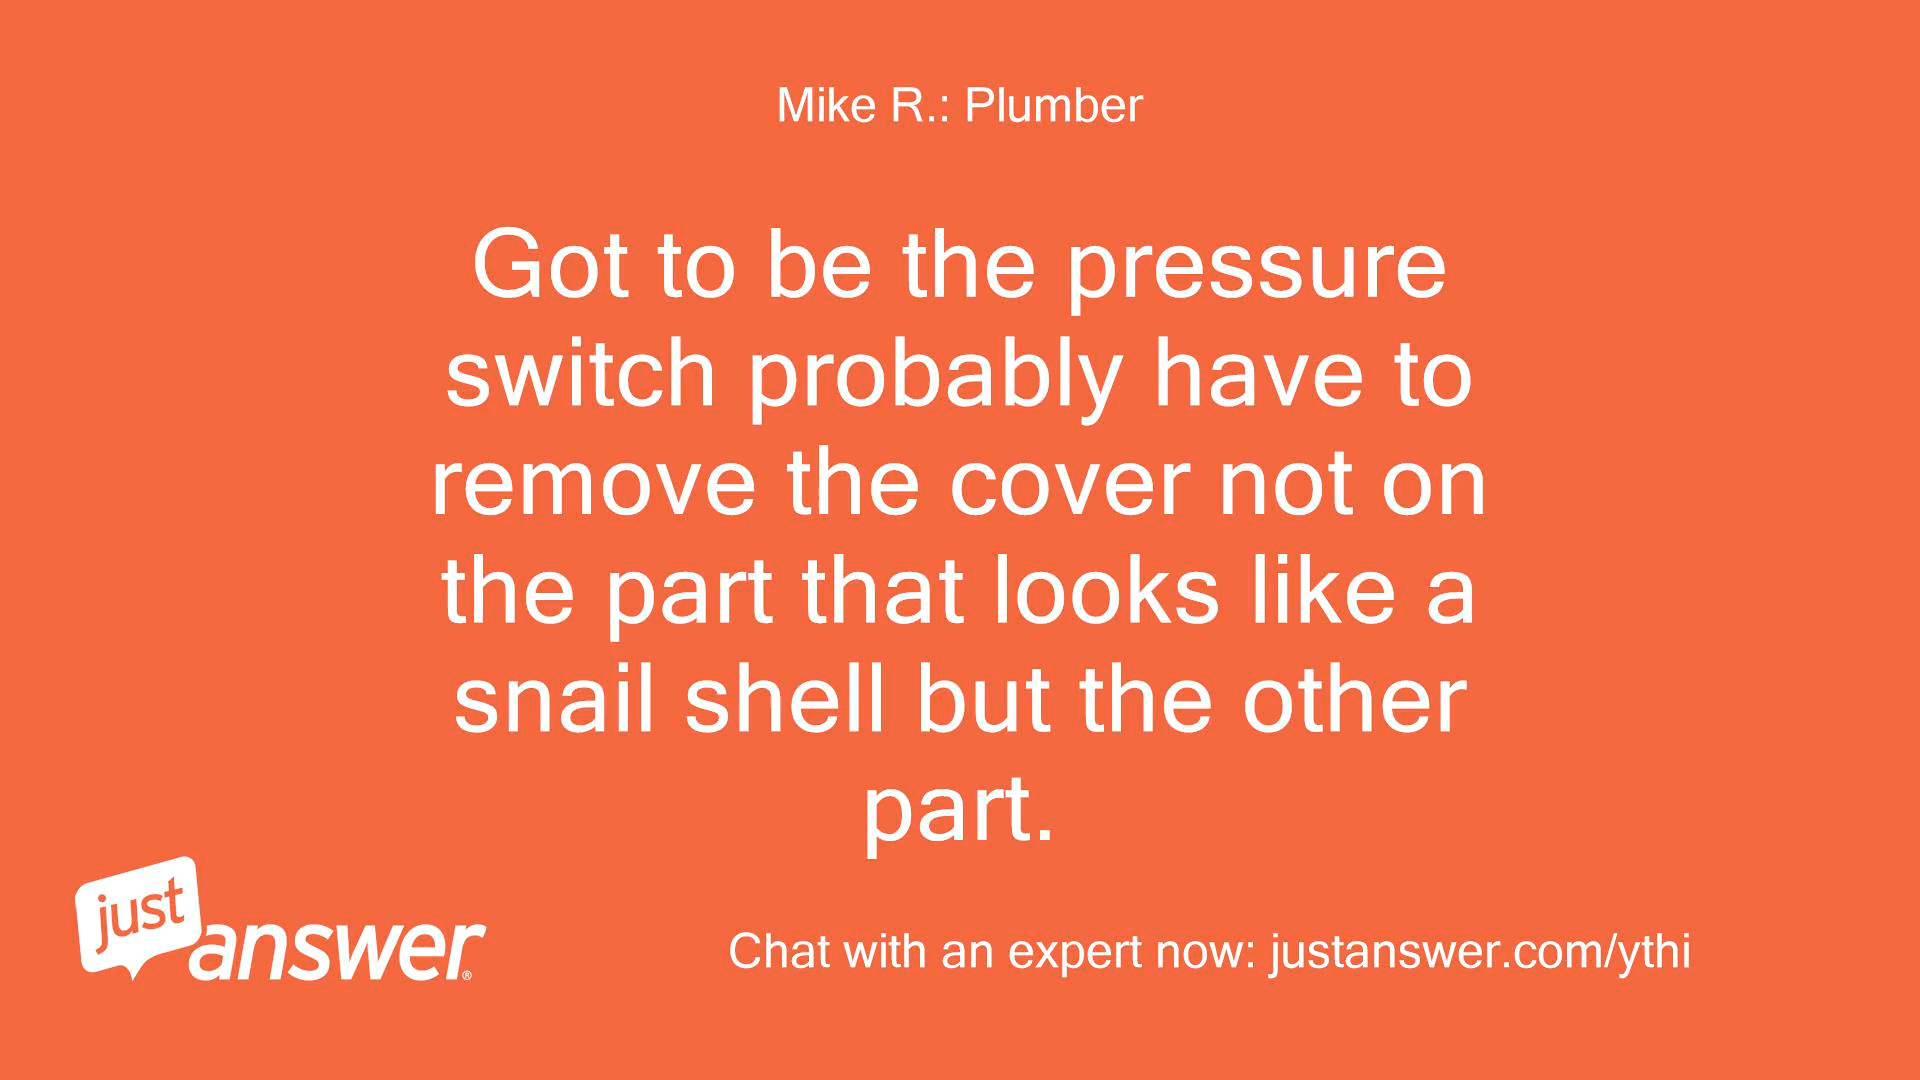 Mike R.: Plumber
Got to be the pressure
switch probably have to
remove the cover not on
the part that looks like a
snail shell but the other
part.
just
answer®
Chat with an expert now: justanswer.com/ythi